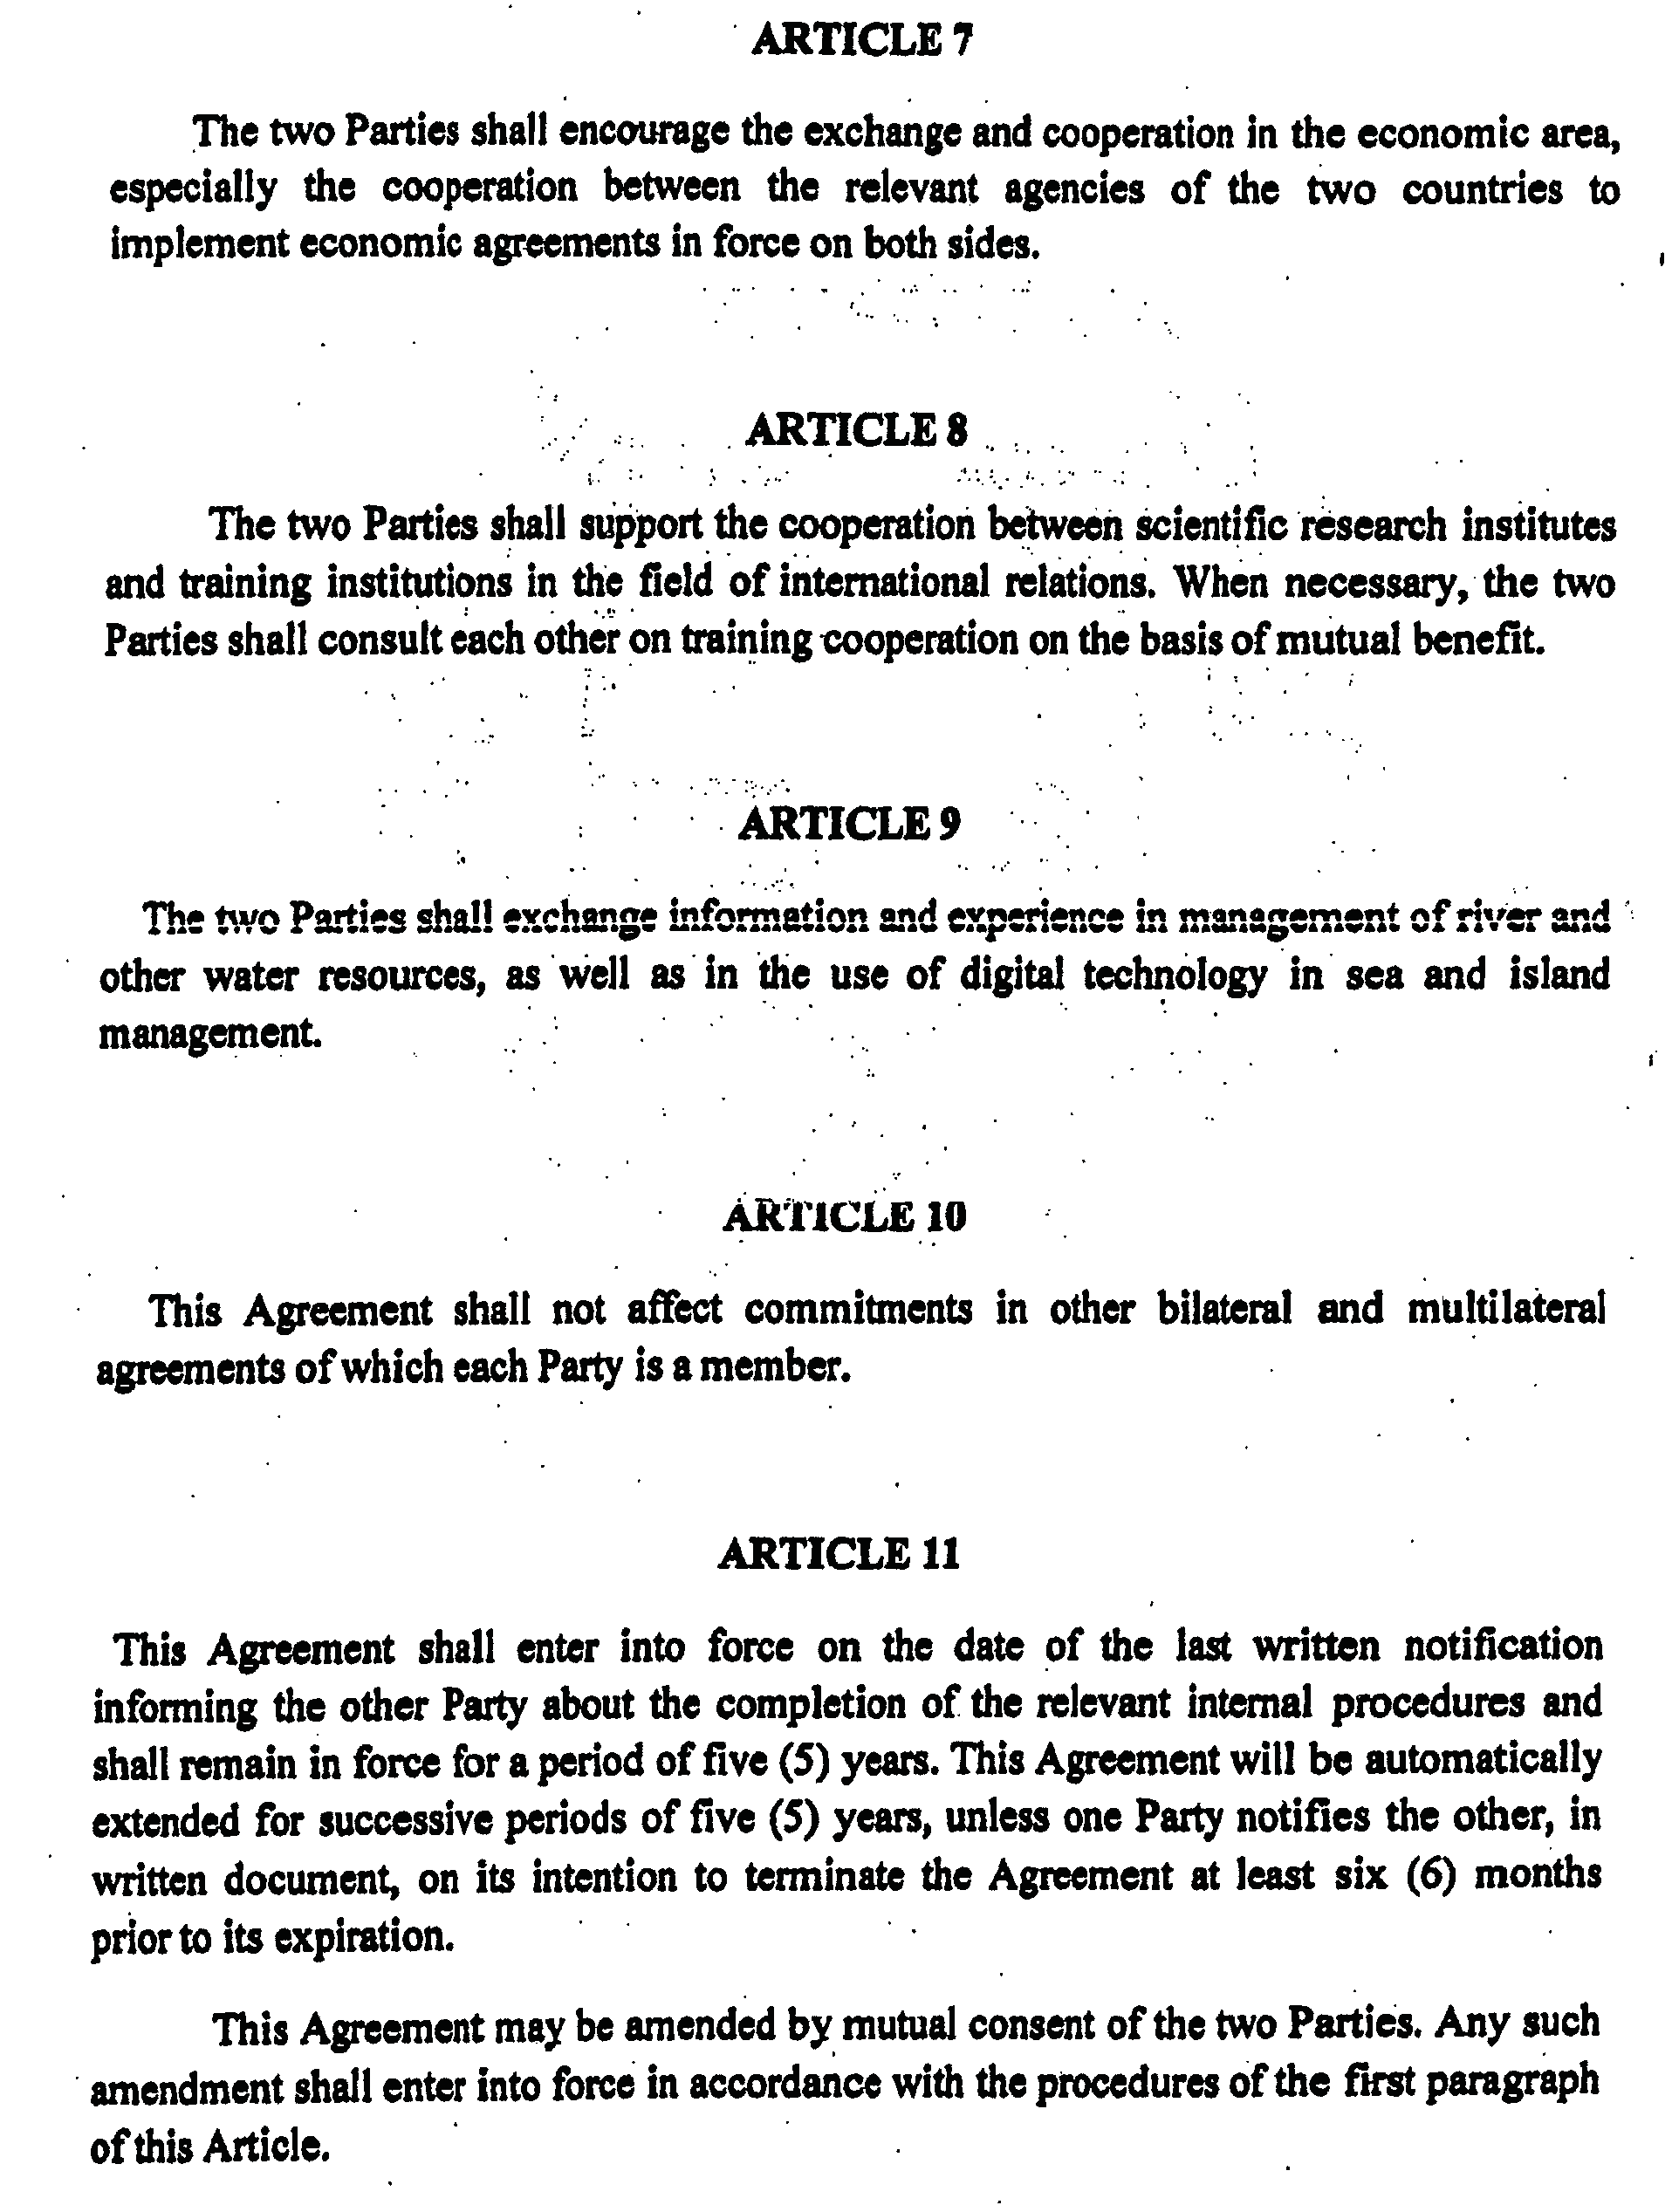 ARTICLE 7
The two Parties shall encourage the exchange and cooperation in the economic area,
especially the cooperation between the relevant agencies of the two countries to
implement economic agreements in force on both sides.
ARTICLE 8
The two Parties shall support the cooperation between scientific research institutes
and training institutions in the field of international relations. When necessary, the two
Parties shall consult each other on training cooperation on the basis of mutual benefit.
ARTICLE 9
The two Parties shall exchange information and experience in management of river and
other water resources, as well as in the use of digital technology in sea and island
management.
ARTICLE 10
This Agreement shall not affect commitments in other bilateral and multilateral
agreements of which each Party is a member.
ARTICLE 11
This Agreement shall enter into force on the date of the last written notification
informing the other Party about the completion of the relevant internal procedures and
shall remain in force for a period of five (5) years. This Agreement will be automatically
extended for successive periods of five (5) years, unless one Party notifies the other, in
written document, on its intention to terminate the Agreement at least six (6) months
prior to its expiration.
This Agreement may be amended by mutual consent of the two Parties. Any such
amendment shall enter into force in accordance with the procedures of the first paragraph
of this Article.